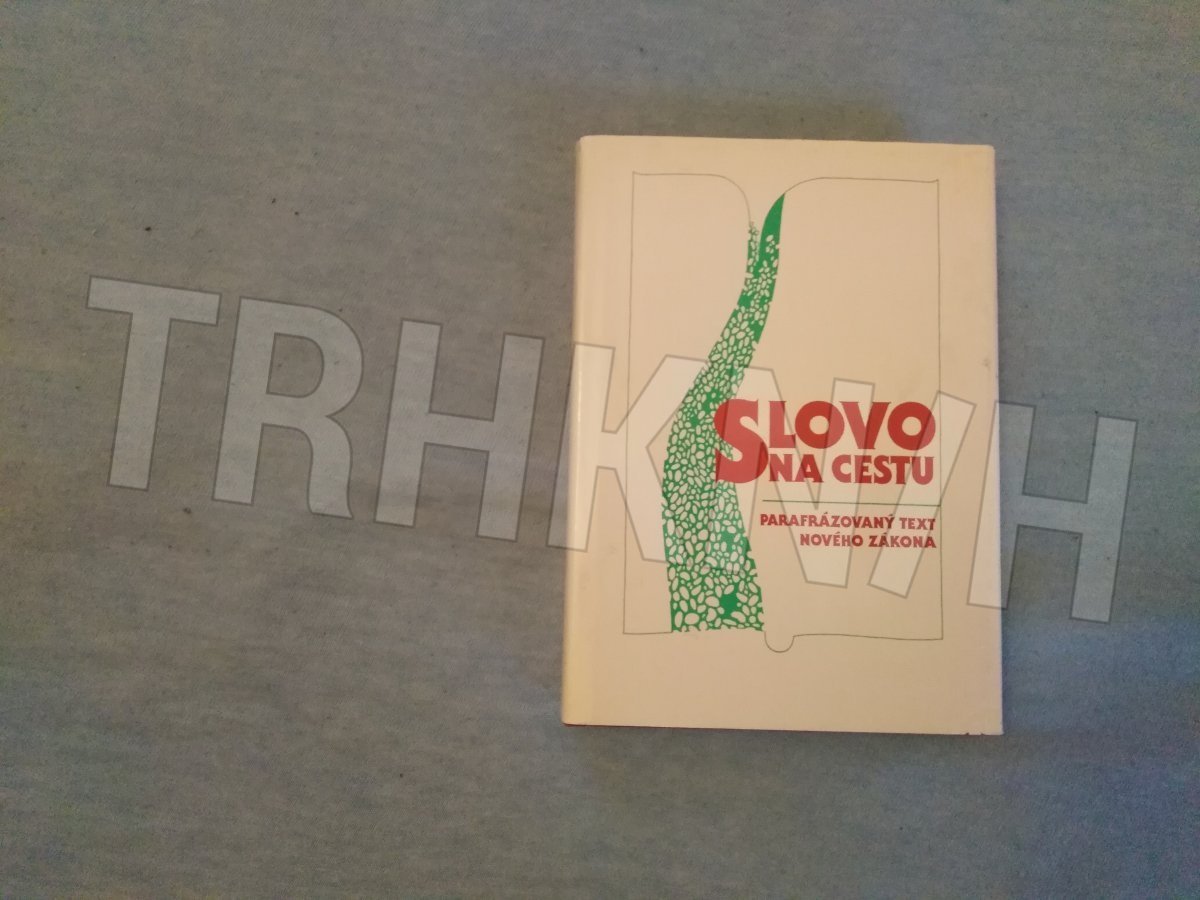 SLOVO
NA CESTU
PARAFRÁZOVANÝ TEXT
NOVÉHO ZÁKONA
TRHKNIH